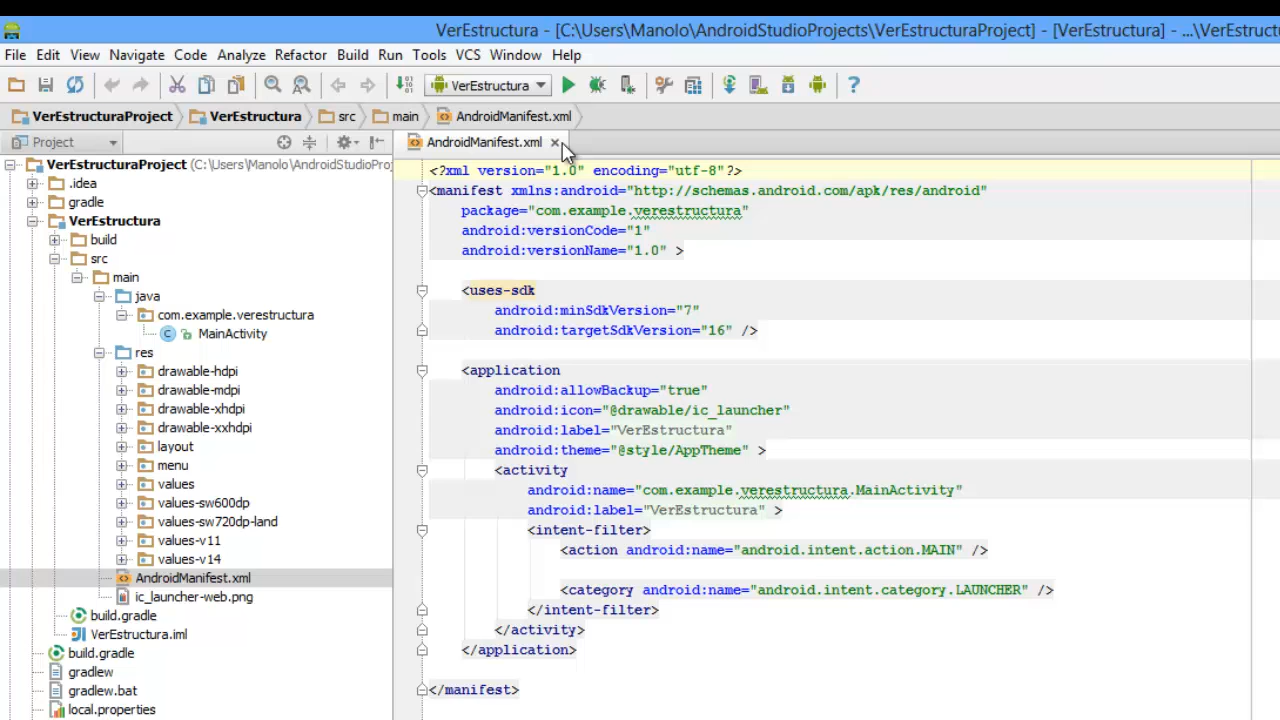 VerEstructura - [C:\Users\Manolo\AndroidStudioProjects\VerEstructuraProject] - [VerEstructura] - ...\VerEstructu
File Edit View Navigate Code Analyze Refactor Build Run Tools VCS Window Help
VerEstructura
VerEstructuraProject VerEstructura src main AndroidManifest.xml
Project
AndroidManifest.xml
VerEstructuraProject (C:\Users\Manolo\AndroidStudioPro
.idea
gradle
VerEstructura
build
src
main
java
com.example.verestructura
MainActivity
res
drawable-hdpi
drawable-mdpi
drawable-xhdpi
drawable-xxhdpi
layout
menu
values
values-sw600dp
values-sw720dp-land
values-v11
values-v14
AndroidManifest.xml
ic_launcher-web.png
build.gradle
VerEstructura.iml
build.gradle
gradlew
gradlew.bat
local.properties
<?xml version="1.0" encoding="utf-8"?>
<manifest xmlns:android="http://schemas.android.com/apk/res/android"
package="com.example.verestructura"
android:versionCode="1"
android:versionName="1.0" >
<uses-sdk
android:minSdkVersion="7"
android:targetSdkVersion="16" />
<application
android:allowBackup="true"
android:icon="@drawable/ic_launcher"
android:label="VerEstructura"
android:theme="@style/AppTheme" >
<activity
android:name="com.example.verestructura.MainActivity"
android:label="VerEstructura" >
<intent-filter>
<action android:name="android.intent.action.MAIN" />
<category android:name="android.intent.category.LAUNCHER" />
</intent-filter>
</activity>
</application>
</manifest>